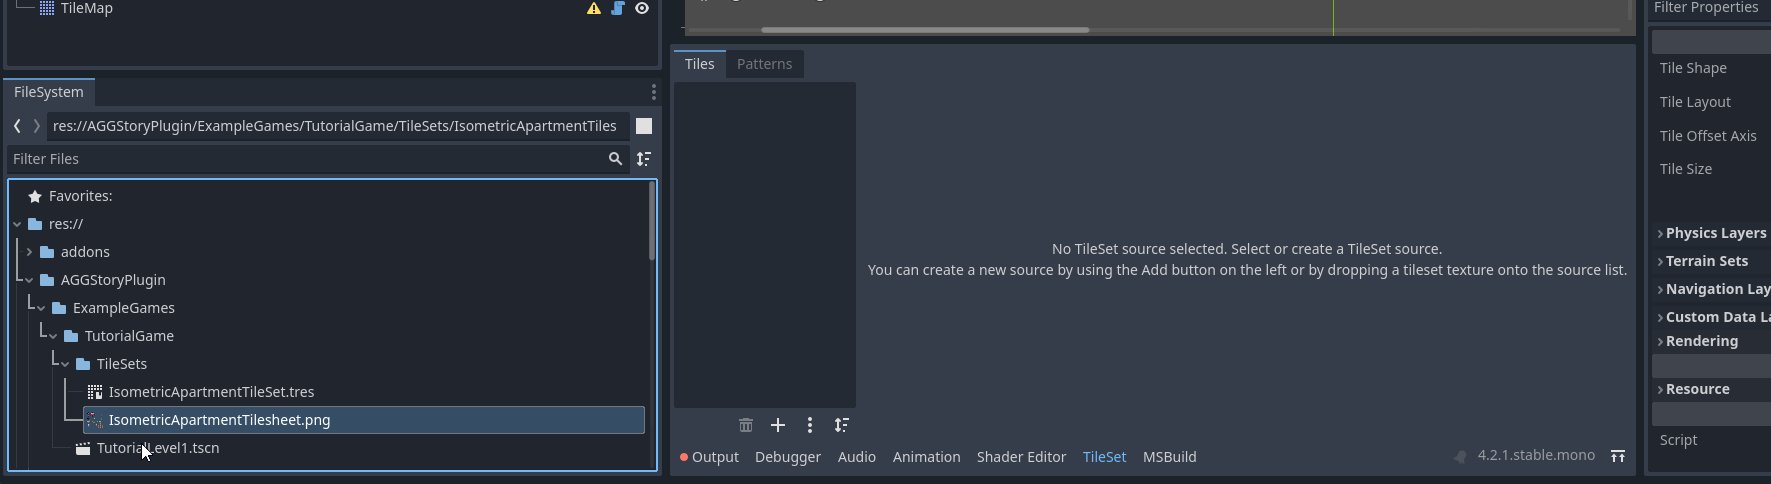 TileMap
FileSystem
res://AGGStoryPlugin/ExampleGames/TutorialGame/TileSets/IsometricApartmentTiles
Filter Files
Favorites:
res://
addons
AGGStoryPlugin
ExampleGames
TutorialGame
TileSets
IsometricApartmentTileSet.tres
IsometricApartmentTilesheet.png
TutorialLevel1.tscn
Tiles
Patterns
No TileSet source selected. Select or create a TileSet source.
You can create a new source by using the Add button on the left or by dropping a tileset texture onto the source list.
Output Debugger Audio Animation Shader Editor TileSet MSBuild 4.2.1.stable.mono
Filter Properties
Tile Shape
Tile Layout
Tile Offset Axis
Tile Size
Physics Layers
Terrain Sets
Navigation Lay
Custom Data La
Rendering
Resource
Script